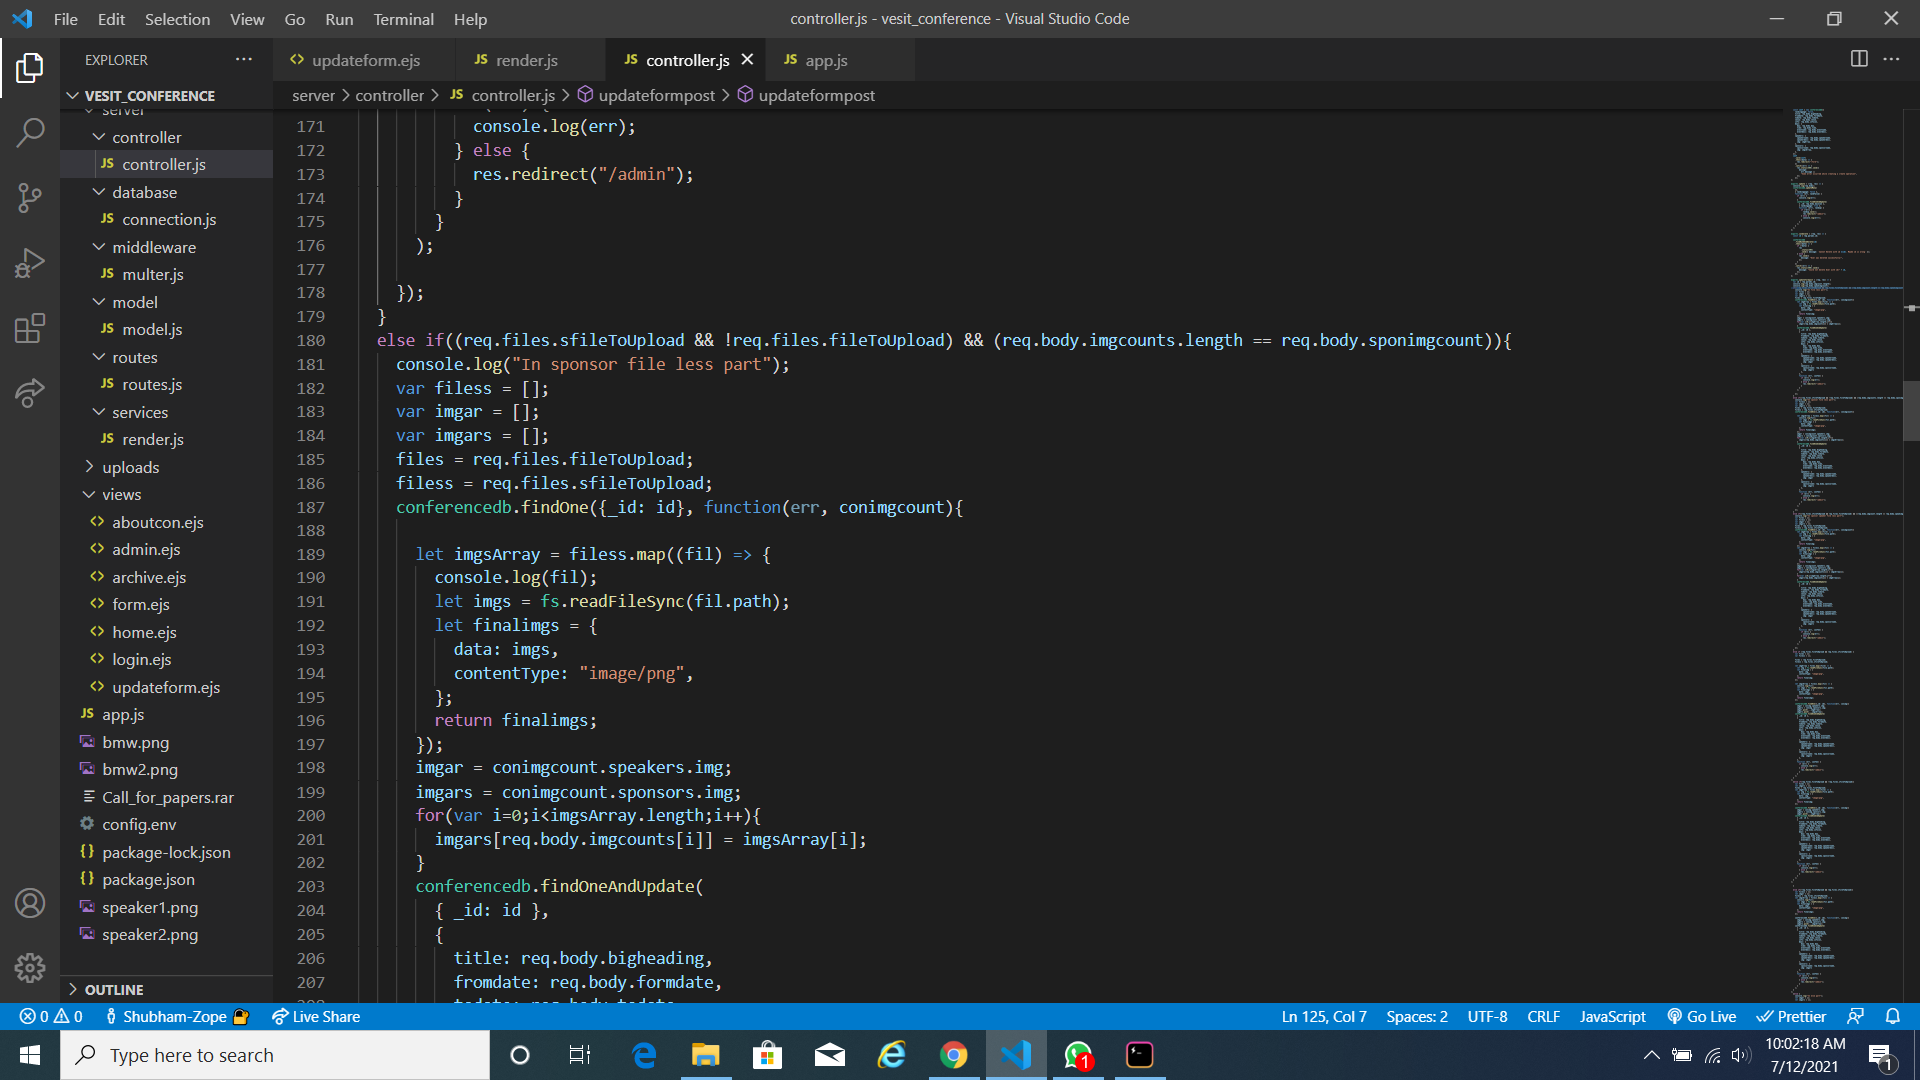 File Edit Selection View Go Run Terminal Help
controller.js - vesit_conference - Visual Studio Code
EXPLORER
updateform.ejs
render.js
controller.js
app.js
VESIT_CONFERENCE
server > controller > JS controller.js > updateformpost > updateformpost
server
controller
JS controller.js
database
JS connection.js
middleware
JS multer.js
model
JS model.js
routes
JS routes.js
services
JS render.js
uploads
views
aboutcon.ejs
admin.ejs
archive.ejs
form.ejs
home.ejs
login.ejs
updateform.ejs
JS app.js
bmw.png
bmw2.png
Call_for_papers.rar
config.env
package-lock.json
package.json
speaker1.png
speaker2.png
OUTLINE
171 console.log(err);
172 } else {
173 res.redirect("/admin");
174 }
175 }
176 );
177
178 });
179 }
180 else if((req.files.sfileToUpload && !req.files.fileToUpload) && (req.body.imgcounts.length == req.body.sponimgcount)){
181 console.log("In sponsor file less part");
182 var filess = [];
183 var imgar = [];
184 var imgars = [];
185 files = req.files.fileToUpload;
186 filess = req.files.sfileToUpload;
187 conferencedb.findOne({_id: id}, function(err, conimgcount){
188
189 let imgsArray = filess.map((fil) => {
190 console.log(fil);
191 let imgs = fs.readFileSync(fil.path);
192 let finalimgs = {
193 data: imgs,
194 contentType: "image/png",
195 };
196 return finalimgs;
197 });
198 imgar = conimgcount.speakers.img;
199 imgars = conimgcount.sponsors.img;
200 for(var i=0;i<imgsArray.length;i++){
201 imgars[req.body.imgcounts[i]] = imgsArray[i];
202 }
203 conferencedb.findOneAndUpdate(
204 { _id: id },
205 {
206 title: req.body.bigheading,
207 fromdate: req.body.formdate,
0 0 Shubham-Zope Live Share
Ln 125, Col 7 Spaces: 2 UTF-8 CRLF JavaScript Go Live Prettier
Type here to search
1
10:02:18 AM
7/12/2021
1